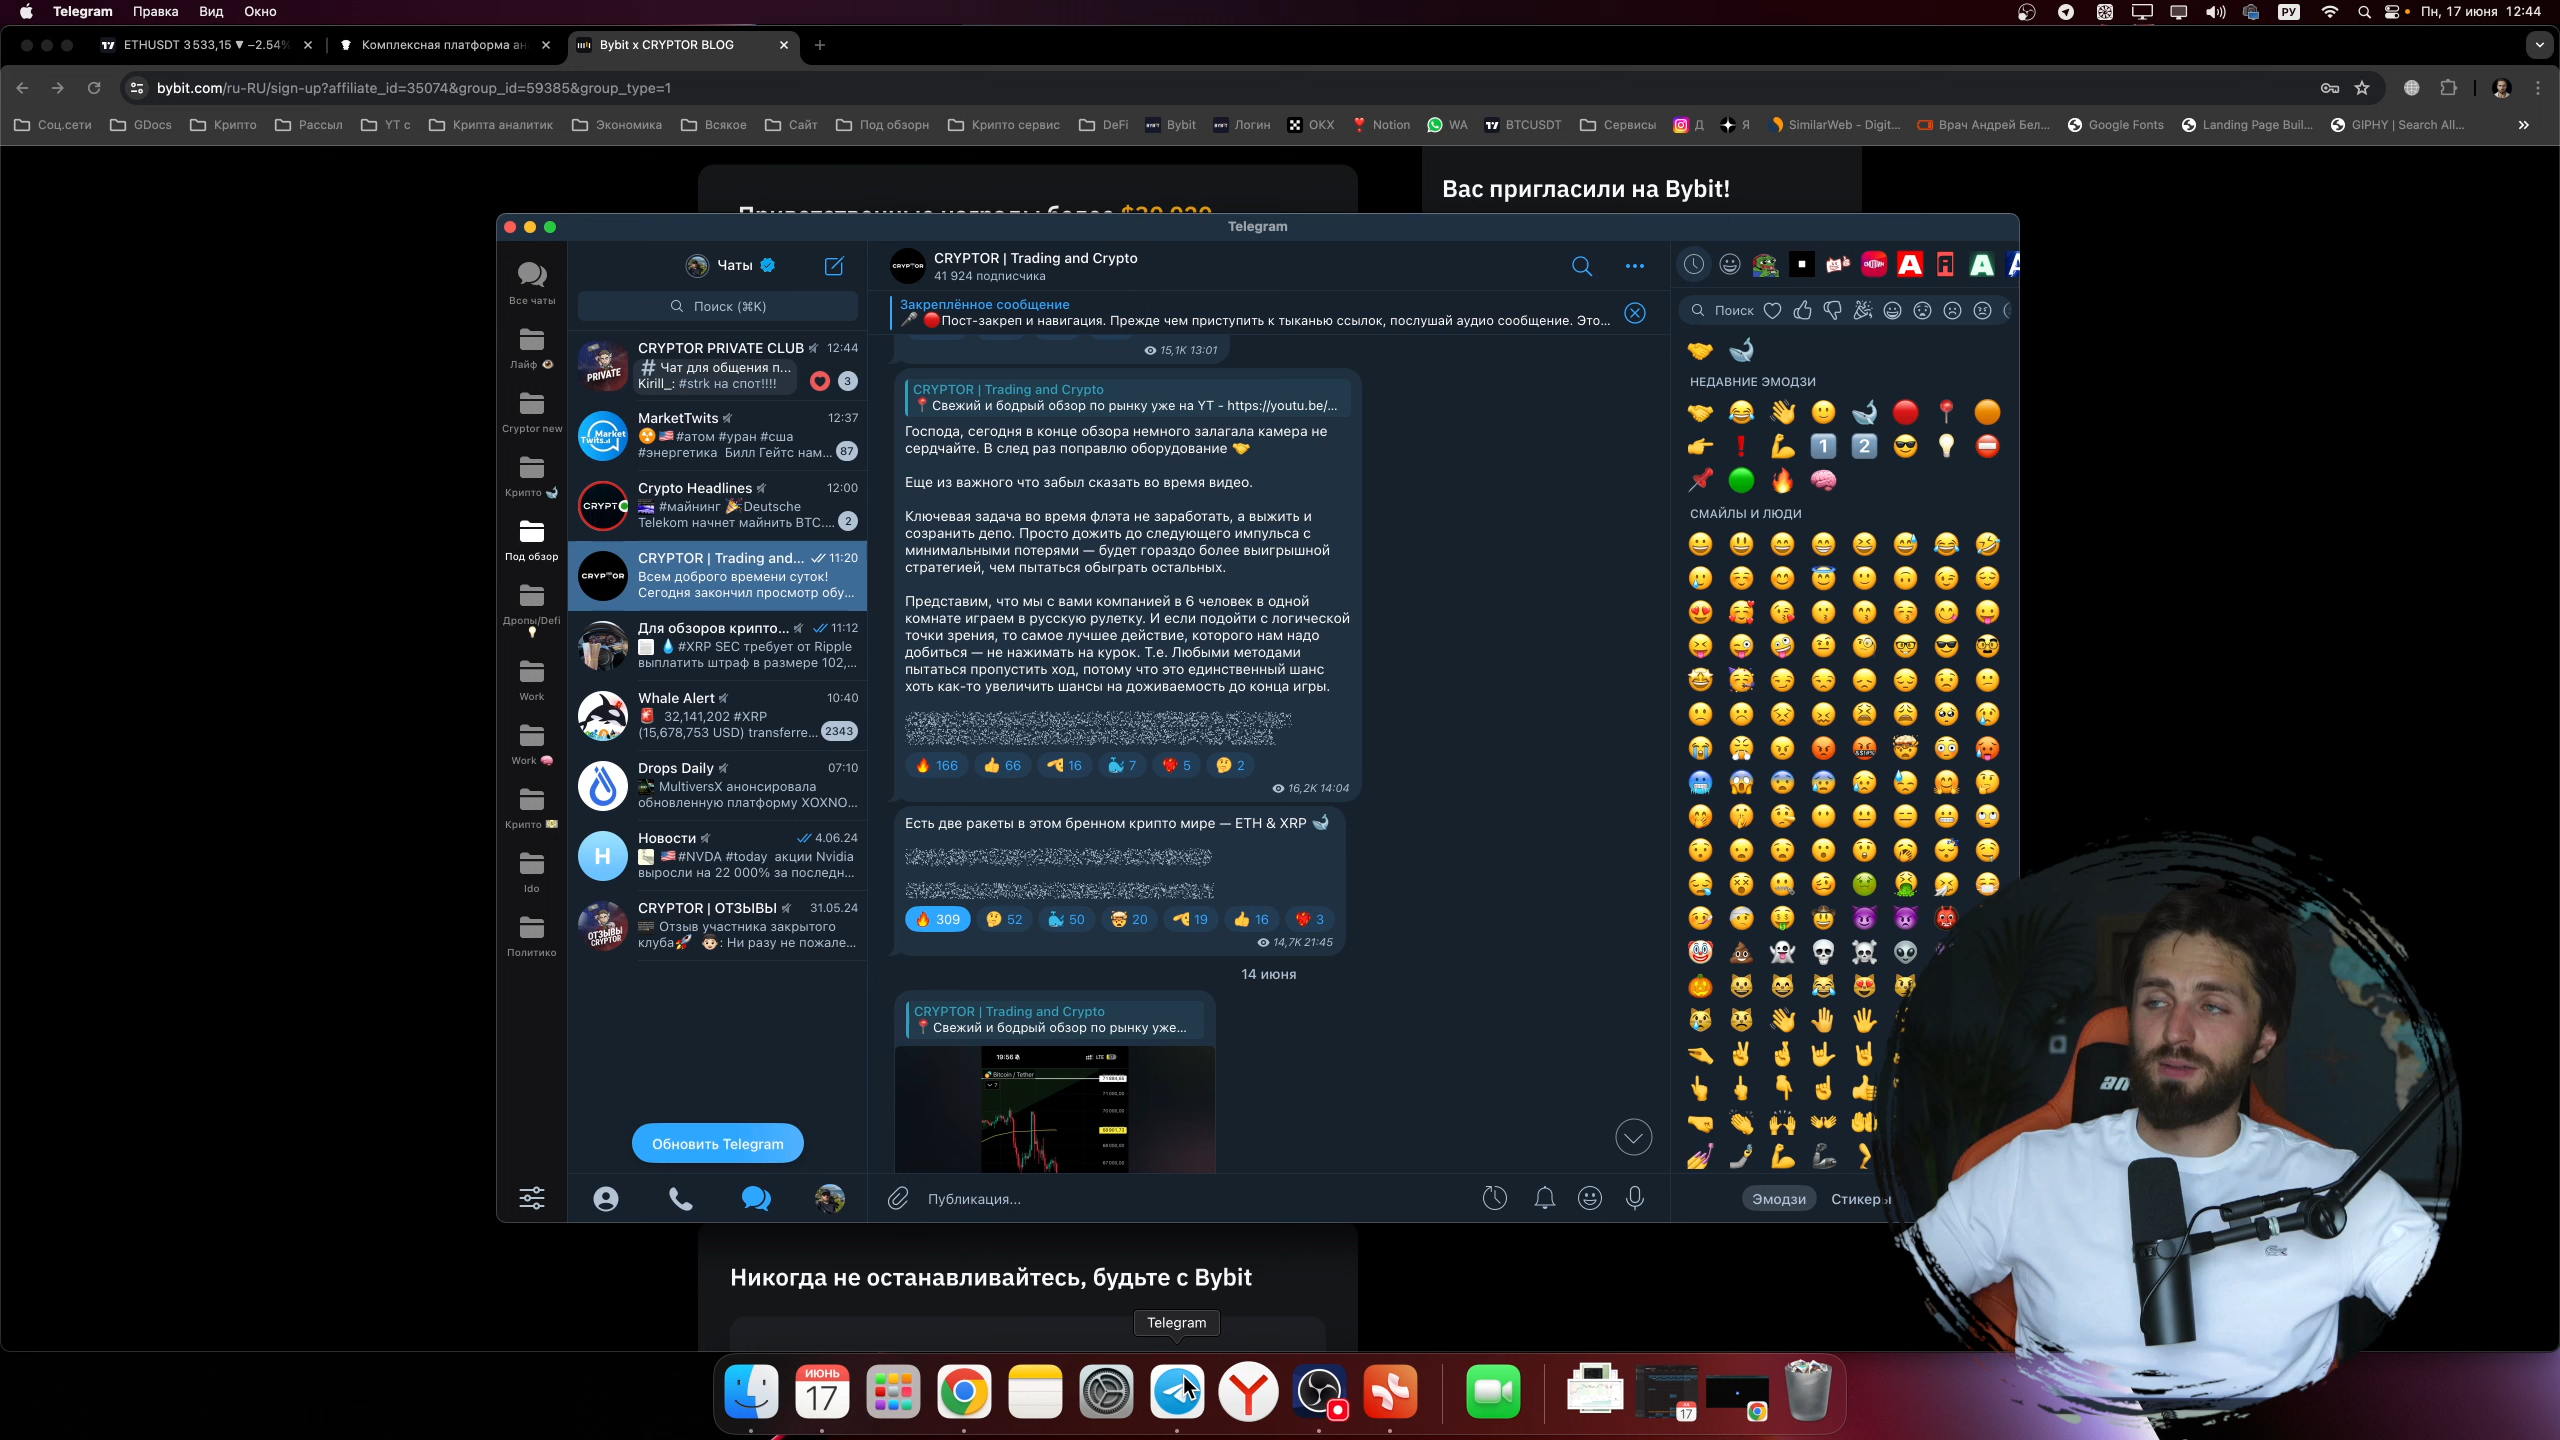 Telegram Правка Вид Окно
РУ Пн, 17 июня 12:44
ETHUSDT 3 533,15 ▼ −2.54%
Комплексная платформа ан
Bybit x CRYPTOR BLOG
bybit.com/ru-RU/sign-up?affiliate_id=35074&group_id=59385&group_type=1
Соц.сети GDocs Крипто Рассыл YT с Крипта аналитик Экономика Всякое Сайт Под обзорн Крипто сервис DeFi Bybit Логин OKX Notion WA BTCUSDT Сервисы Д Я SimilarWeb - Digit... Врач Андрей Бел... Google Fonts Landing Page Buil... GIPHY | Search All...
Вас пригласили на Bybit!
Приветственные награды более $30 030
Telegram
Все чаты
Лайф
Cryptor new
Крипто
Под обзор
Дропы/Defi
Work
Work
Крипто
Ido
Политико
Чаты
Поиск (⌘K)
CRYPTOR PRIVATE CLUB 12:44
# Чат для общения п...
Kirill_: #strk на спот!!!! 3
PRIVATE
MarketTwits 12:37
#атом #уран #сша
#энергетика Билл Гейтс нам... 87
Crypto Headlines 12:00
#майнинг Deutsche
Telekom начнет майнить BTC.... 2
CRYPTOR | Trading and... 11:20
Всем доброго времени суток!
Сегодня закончил просмотр обу...
CRYPTOR
Для обзоров крипто... 11:12
#XRP SEC требует от Ripple
выплатить штраф в размере 102,...
Whale Alert 10:40
32,141,202 #XRP
(15,678,753 USD) transferre... 2343
Drops Daily 07:10
MultiversX анонсировала
обновленную платформу XOXNO...
Новости 4.06.24
#NVDA #today акции Nvidia
выросли на 22 000% за последн...
Н
CRYPTOR | ОТЗЫВЫ 31.05.24
Отзыв участника закрытого
клуба : Ни разу не пожале...
ОТЗЫВЫ CRYPTOR
Обновить Telegram
CRYPTOR | Trading and Crypto
41 924 подписчика
Закреплённое сообщение
Пост-закреп и навигация. Прежде чем приступить к тыканью ссылок, послушай аудио сообщение. Это...
15,1K 13:01
CRYPTOR | Trading and Crypto
Свежий и бодрый обзор по рынку уже на YT - https://youtu.be/...
Господа, сегодня в конце обзора немного залагала камера не
сердчайте. В след раз поправлю оборудование
Еще из важного что забыл сказать во время видео.
Ключевая задача во время флэта не заработать, а выжить и
созранить депо. Просто дожить до следующего импульса с
минимальными потерями — будет гораздо более выигрышной
стратегией, чем пытаться обыграть остальных.
Представим, что мы с вами компанией в 6 человек в одной
комнате играем в русскую рулетку. И если подойти с логической
точки зрения, то самое лучшее действие, которого нам надо
добиться — не нажимать на курок. Т.е. Любыми методами
пытаться пропустить ход, потому что это единственный шанс
хоть как-то увеличить шансы на доживаемость до конца игры.
166 66 16 7 5 2
16,2K 14:04
Есть две ракеты в этом бренном крипто мире — ETH & XRP
309 52 50 20 19 16 3
14,7K 21:45
14 июня
CRYPTOR | Trading and Crypto
Свежий и бодрый обзор по рынку уже...
19:56 LTE
Bitcoin / Tether
Публикация...
Поиск
НЕДАВНИЕ ЭМОДЗИ
СМАЙЛЫ И ЛЮДИ
Эмодзи Стикеры
Никогда не останавливайтесь, будьте с Bybit
Telegram
ИЮНЬ
17
17